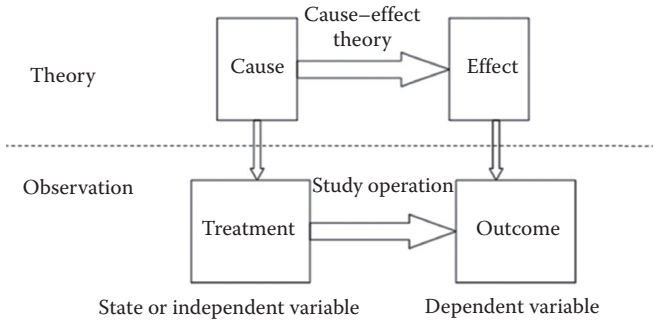 Cause–effect
theory
Theory
Cause
Effect
Observation
Study operation
Treatment
Outcome
State or independent variable
Dependent variable